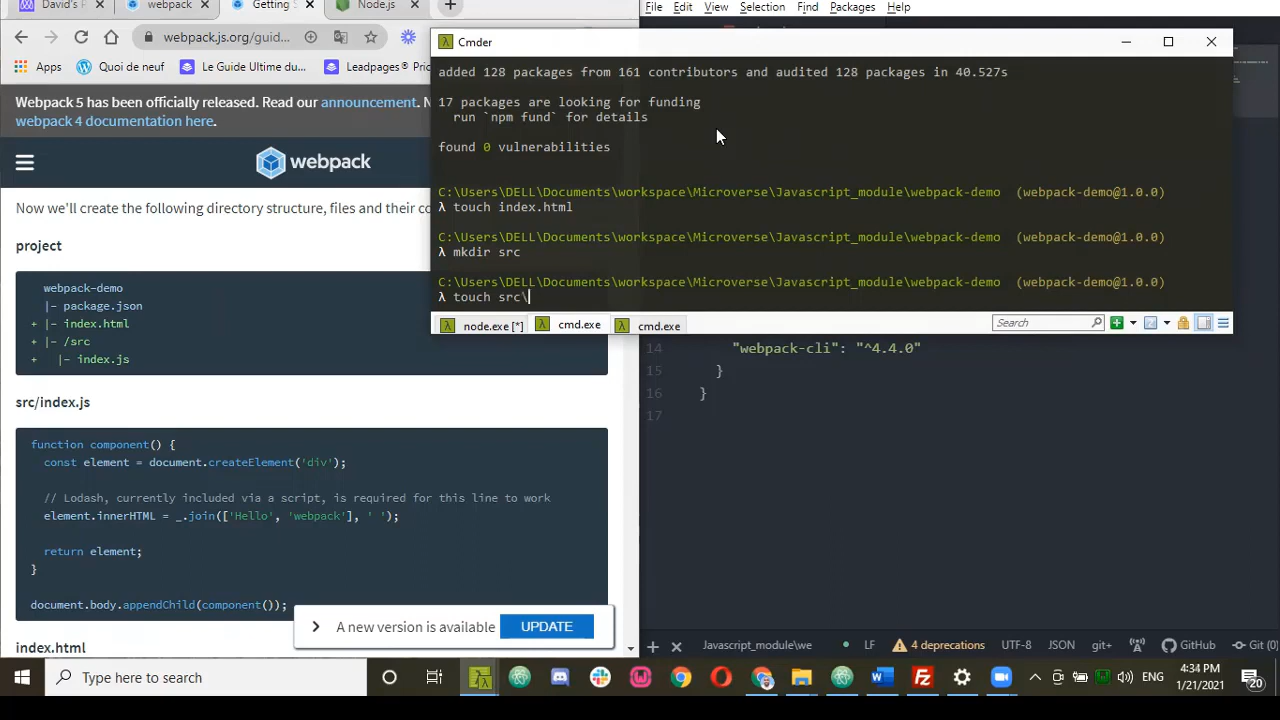 David's F
webpack
Getting S
Node.js
webpack.js.org/guid...
Apps
Quoi de neuf
Le Guide Ultime du...
Leadpages® Pric
Webpack 5 has been officially released. Read our announcement.
webpack 4 documentation here.
webpack
Now we'll create the following directory structure, files and their co
project
webpack-demo
|- package.json
+ |- index.html
+ |- /src
+   |- index.js
src/index.js
function component() {
const element = document.createElement('div');
// Lodash, currently included via a script, is required for this line to work
element.innerHTML = _.join(['Hello', 'webpack'], ' ');
return element;
}
document.body.appendChild(component());
index.html
A new version is available
UPDATE
File Edit View Selection Find Packages Help
Cmder
added 128 packages from 161 contributors and audited 128 packages in 40.527s
17 packages are looking for funding
run `npm fund` for details
found 0 vulnerabilities
C:\Users\DELL\Documents\workspace\Microverse\Javascript_module\webpack-demo (webpack-demo@1.0.0)
λ touch index.html
C:\Users\DELL\Documents\workspace\Microverse\Javascript_module\webpack-demo (webpack-demo@1.0.0)
λ mkdir src
C:\Users\DELL\Documents\workspace\Microverse\Javascript_module\webpack-demo (webpack-demo@1.0.0)
λ touch src\
node.exe [*]
cmd.exe
cmd.exe
Search
14 "webpack-cli": "^4.4.0"
15 }
16 }
17
Javascript_module\we
LF
4 deprecations
UTF-8
JSON
git+
GitHub
Git (0)
Type here to search
ENG
4:34 PM
1/21/2021
20